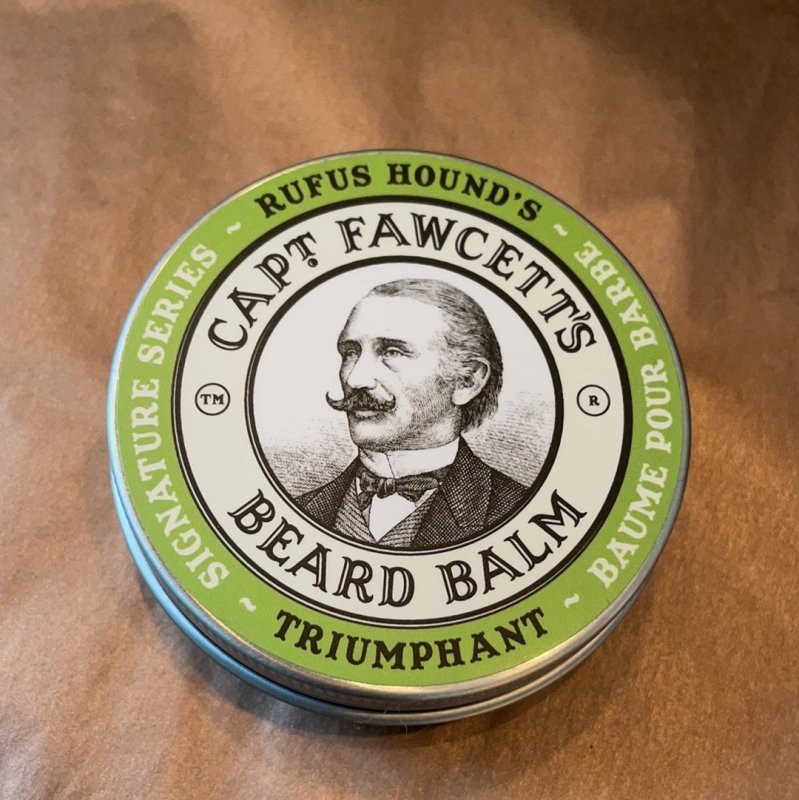 RUFUS HOUND'S
~ SIGNATURE SERIES ~
~ BAUME POUR BARBE ~
CAPT. FAWCETT'S
TM
R
BEARD BALM
TRIUMPHANT